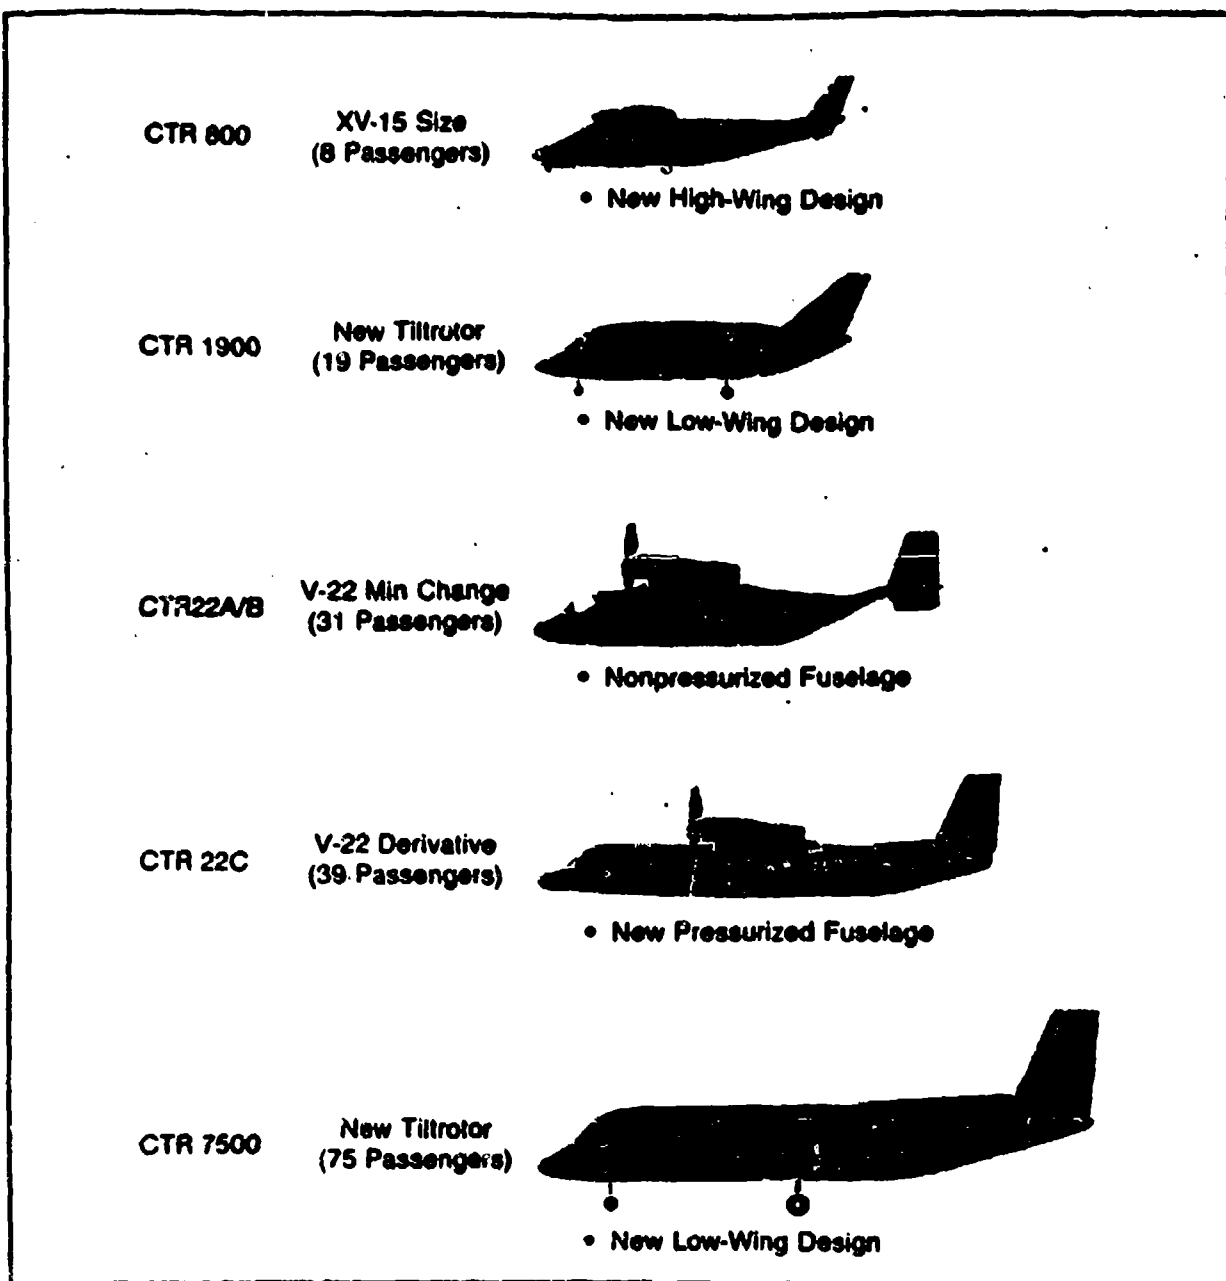 CTR 800
XV-15 Size
(8 Passengers)
• New High-Wing Design
CTR 1900
New Tiltrotor
(19 Passengers)
• New Low-Wing Design
CTR22A/B
V-22 Min Change
(31 Passengers)
• Nonpressurized Fuselage
CTR 22C
V-22 Derivative
(39 Passengers)
• New Pressurized Fuselage
CTR 7500
New Tiltrotor
(75 Passengers)
• New Low-Wing Design